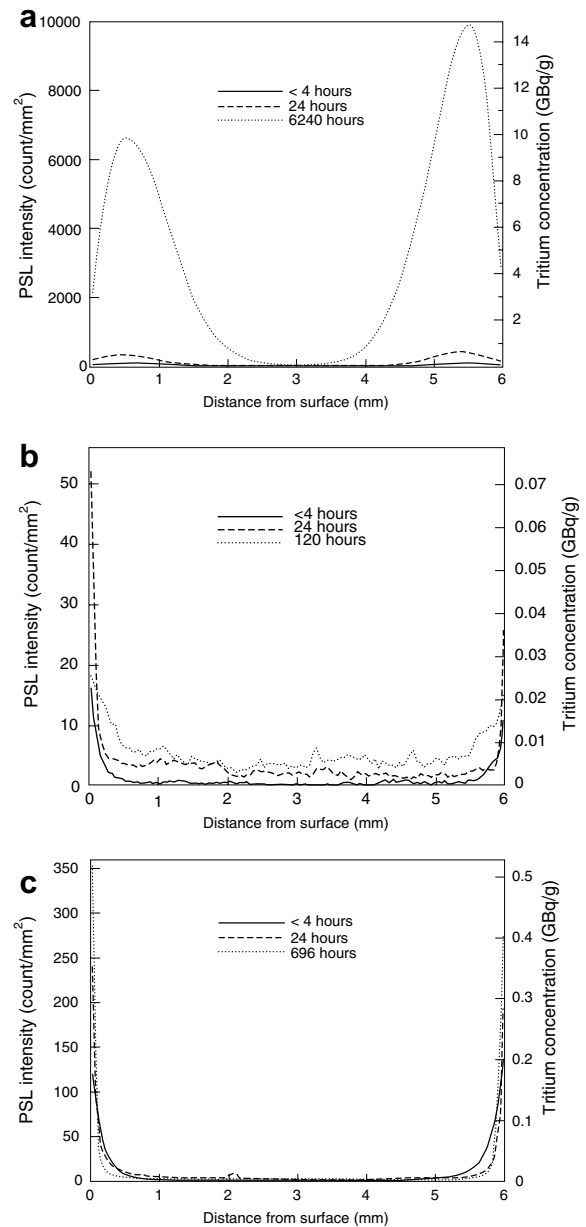 a
10000
8000
6000
4000
2000
0
PSL intensity (count/mm²)
< 4 hours
24 hours
6240 hours
14
12
10
8
6
4
2
Tritium concentration (GBq/g)
0 1 2 3 4 5 6
Distance from surface (mm)
b
50
40
30
20
10
0
PSL intensity (count/mm²)
<4 hours
24 hours
120 hours
0.07
0.06
0.05
0.04
0.03
0.02
0.01
0
Tritium concentration (GBq/g)
0 1 2 3 4 5 6
Distance from surface (mm)
c
350
300
250
200
150
100
50
0
PSL intensity (count/mm²)
< 4 hours
24 hours
696 hours
0.5
0.4
0.3
0.2
0.1
0
Tritium concentration (GBq/g)
0 1 2 3 4 5 6
Distance from surface (mm)